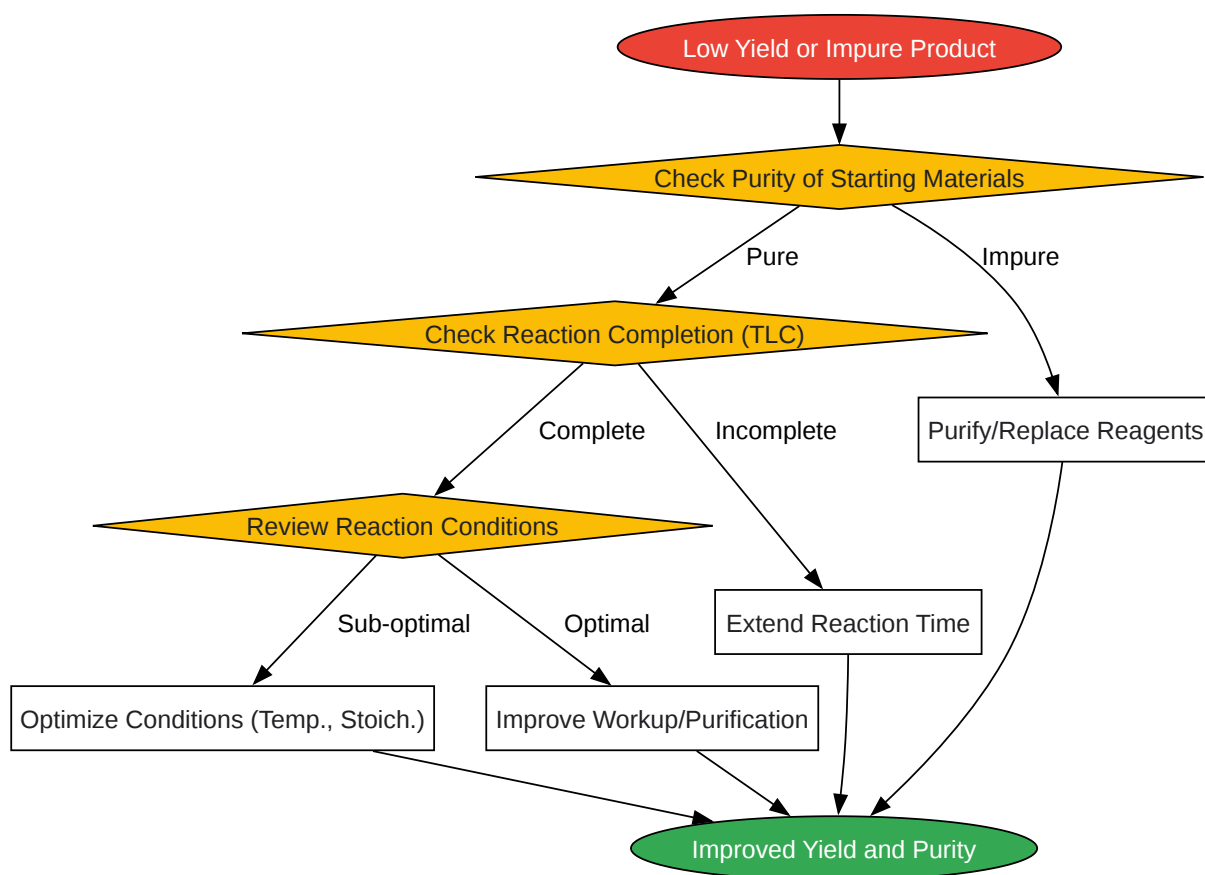 Low Yield or Impure Product
Check Purity of Starting Materials
Pure
Impure
Check Reaction Completion (TLC)
Purify/Replace Reagents
Complete
Incomplete
Review Reaction Conditions
Extend Reaction Time
Sub-optimal
Optimal
Optimize Conditions (Temp., Stoich.)
Improve Workup/Purification
Improved Yield and Purity